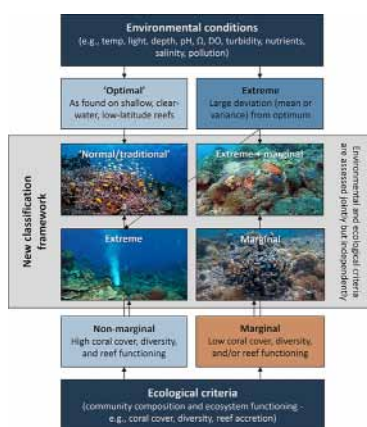 Environmental conditions
(e.g., temp, light, depth, pH, Ω, DO, turbidity, nutrients,
salinity, pollution)
'Optimal'
As found on shallow, clear-
water, low-latitude reefs
Extreme
Large deviation (mean or
variance) from optimum
New classification
framework
'Normal/traditional'
Extreme + marginal
Extreme
Marginal
Environmental and ecological criteria
are assessed jointly but independently
Non-marginal
High coral cover, diversity,
and reef functioning
Marginal
Low coral cover, diversity,
and/or reef functioning
Ecological criteria
(community composition and ecosystem functioning -
e.g., coral cover, diversity, reef accretion)